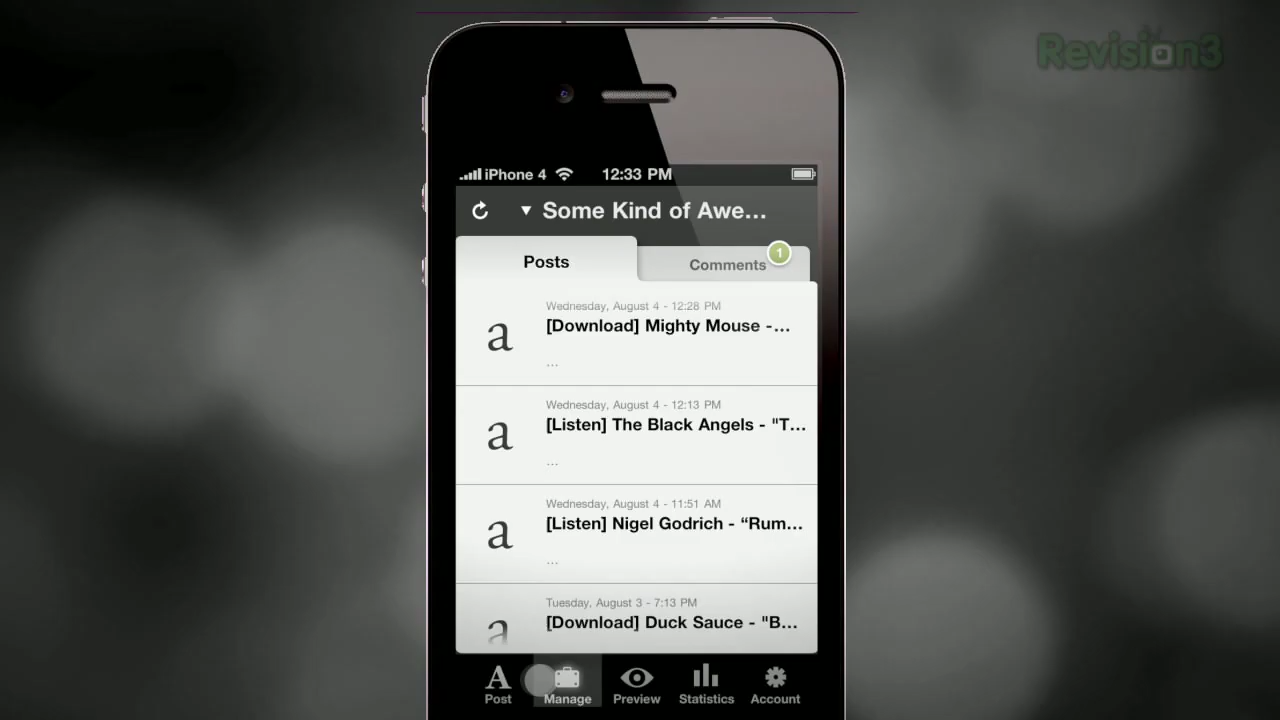 Revision3
iPhone 4 12:33 PM
Some Kind of Awe...
Posts
Comments 1
Wednesday, August 4 - 12:28 PM
a [Download] Mighty Mouse -...
...
Wednesday, August 4 - 12:13 PM
a [Listen] The Black Angels - "T...
...
Wednesday, August 4 - 11:51 AM
a [Listen] Nigel Godrich - “Rum...
...
Tuesday, August 3 - 7:13 PM
a [Download] Duck Sauce - "B...
A
Post Manage Preview Statistics Account